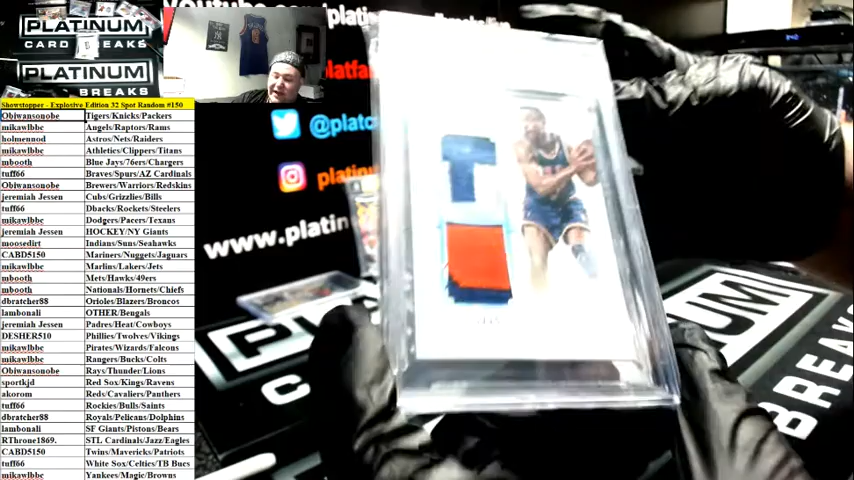 PLATINUM
CARD BREAKS
PLATINUM
BREAKS
Showstopper - Explosive Edition 32 Spot Random #150
Obiwansonobe Tigers/Knicks/Packers
mikawlbbc Angels/Raptors/Rams
holmennod Astros/Nets/Raiders
mikawlbbc Athletics/Clippers/Titans
mbooth Blue Jays/76ers/Chargers
tuff66 Braves/Spurs/AZ Cardinals
Obiwansonobe Brewers/Warriors/Redskins
jeremiah Jessen Cubs/Grizzlies/Bills
tuff66 Dbacks/Rockets/Steelers
mikawlbbc Dodgers/Pacers/Texans
jeremiah Jessen HOCKEY/NY Giants
moosedirt Indians/Suns/Seahawks
CABD5150 Mariners/Nuggets/Jaguars
mikawlbbc Marlins/Lakers/Jets
mbooth Mets/Hawks/49ers
mbooth Nationals/Hornets/Chiefs
dbratcher88 Orioles/Blazers/Broncos
lambonali OTHER/Bengals
jeremiah Jessen Padres/Heat/Cowboys
DESHER510 Phillies/Twolves/Vikings
mikawlbbc Pirates/Wizards/Falcons
mikawlbbc Rangers/Bucks/Colts
Obiwansonobe Rays/Thunder/Lions
sportkjd Red Sox/Kings/Ravens
akorom Reds/Cavaliers/Panthers
tuff66 Rockies/Bulls/Saints
dbratcher88 Royals/Pelicans/Dolphins
lambonali SF Giants/Pistons/Bears
RThrone1869. STL Cardinals/Jazz/Eagles
CABD5150 Twins/Mavericks/Patriots
tuff66 White Sox/Celtics/TB Bucs
mikawlbbc Yankees/Magic/Browns
platfa
@platc
platinum
www.platin
BREAKS